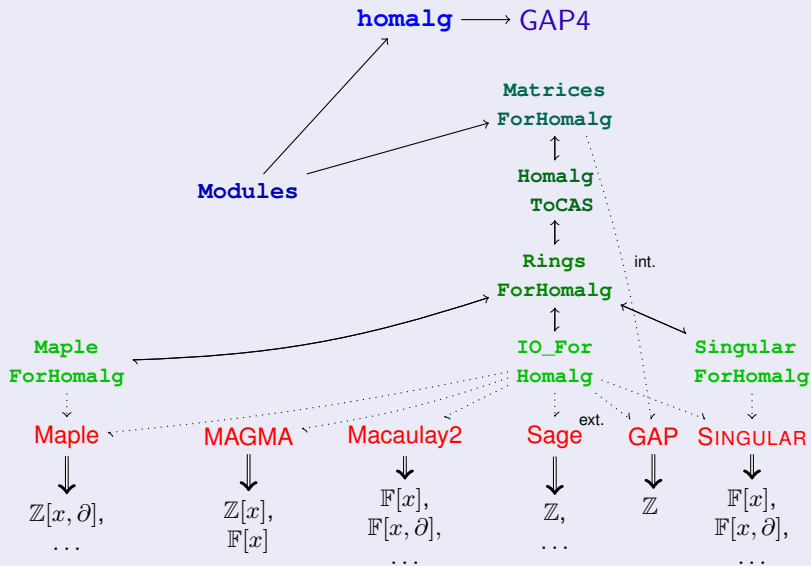 homalg GAP4
Matrices
ForHomalg
Modules
Homalg
ToCAS
Rings
int.
ForHomalg
Maple IO_For Singular
ForHomalg Homalg ForHomalg
ext.
Maple MAGMA Macaulay2 Sage GAP SINGULAR
ℤ[x, ∂], ℤ[x], 𝔽[x], ℤ, ℤ 𝔽[x],
... 𝔽[x] 𝔽[x, ∂], ... 𝔽[x, ∂],
... ...